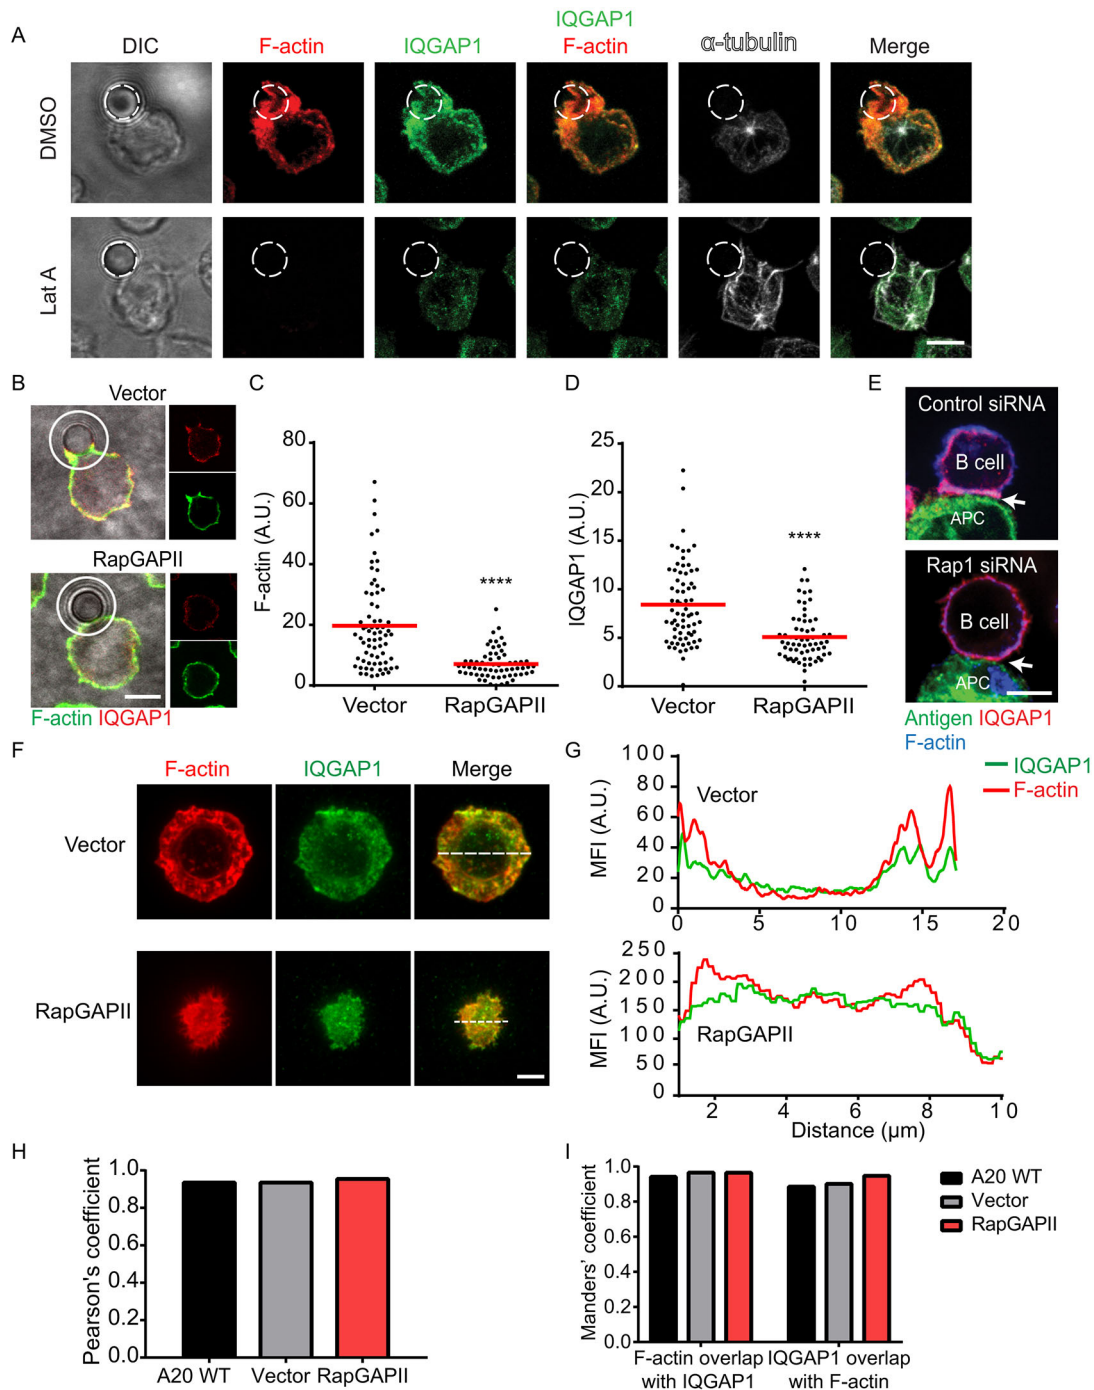 A
DIC
F-actin
IQGAP1
IQGAP1
F-actin
α-tubulin
Merge
DMSO
Lat A
B
Vector
RapGAPII
F-actin IQGAP1
C
F-actin (A.U.)
80
60
40
20
0
Vector
RapGAPII
****
D
IQGAP1 (A.U.)
25
20
15
10
5
0
Vector
RapGAPII
****
E
Control siRNA
B cell
APC
Rap1 siRNA
B cell
APC
Antigen IQGAP1
F-actin
F
F-actin
IQGAP1
Merge
Vector
RapGAPII
G
IQGAP1
F-actin
MFI (A.U.)
100
80
60
40
20
0
Vector
0
5
10
15
20
MFI (A.U.)
250
200
150
100
50
0
RapGAPII
2
4
6
8
10
Distance (µm)
H
Pearson's coefficient
1.0
0.8
0.6
0.4
0.2
0.0
A20 WT
Vector
RapGAPII
I
Manders' coefficient
1.0
0.8
0.6
0.4
0.2
0.0
F-actin overlap
with IQGAP1
IQGAP1 overlap
with F-actin
A20 WT
Vector
RapGAPII